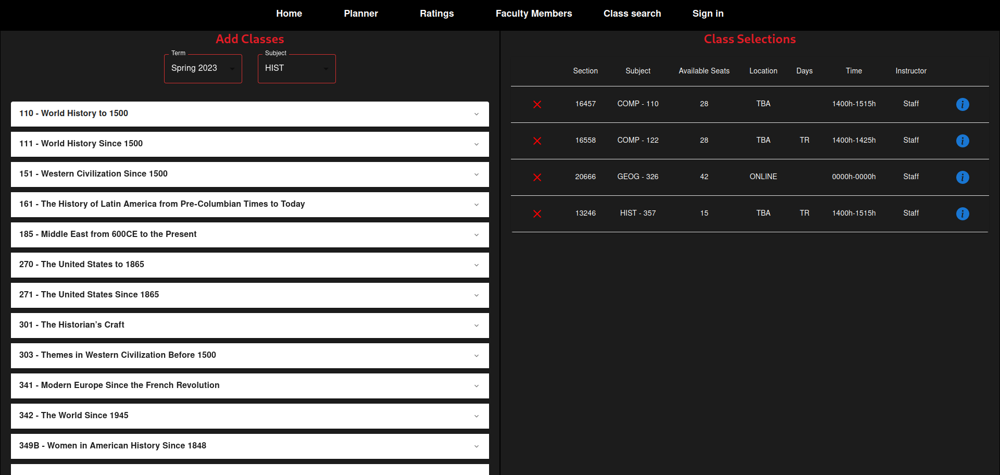 Home Planner Ratings Faculty Members Class search Sign in
Add Classes
Term Subject
Spring 2023 HIST
110 - World History to 1500
111 - World History Since 1500
151 - Western Civilization Since 1500
161 - The History of Latin America from Pre-Columbian Times to Today
185 - Middle East from 600CE to the Present
270 - The United States to 1865
271 - The United States Since 1865
301 - The Historian’s Craft
303 - Themes in Western Civilization Before 1500
341 - Modern Europe Since the French Revolution
342 - The World Since 1945
349B - Women in American History Since 1848
Class Selections
Section Subject Available Seats Location Days Time Instructor
16457 COMP - 110 28 TBA 1400h-1515h Staff i
16558 COMP - 122 28 TBA TR 1400h-1425h Staff i
20666 GEOG - 326 42 ONLINE 0000h-0000h Staff i
13246 HIST - 357 15 TBA TR 1400h-1515h Staff i